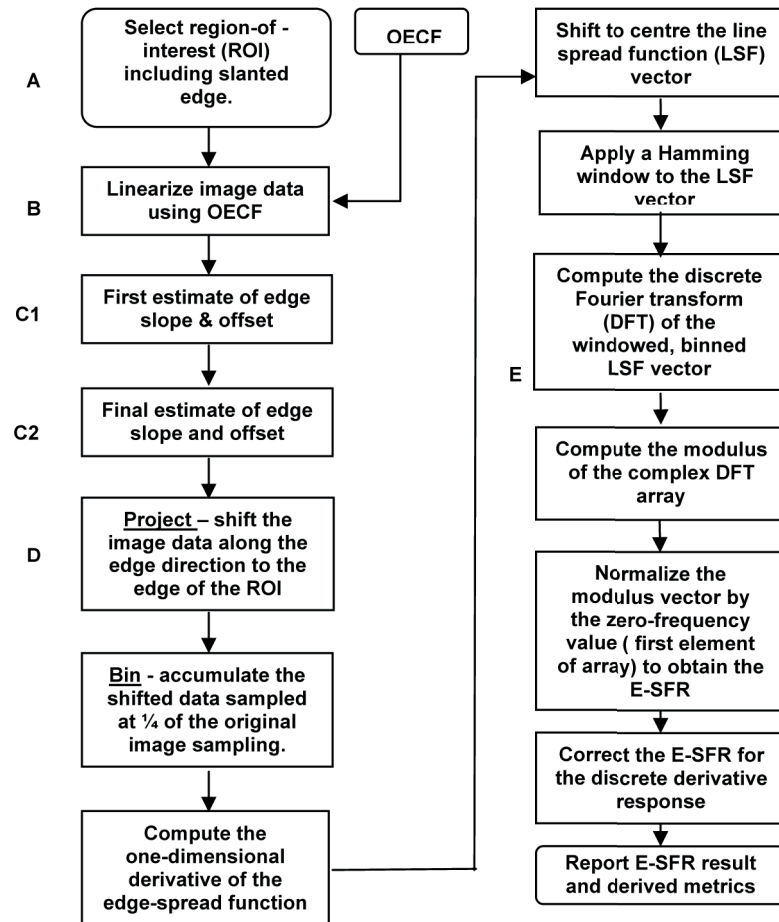 A
Select region-of -
interest (ROI)
including slanted
edge.
OECF
B
Linearize image data
using OECF
C1
First estimate of edge
slope & offset
C2
Final estimate of edge
slope and offset
D
Project – shift the
image data along the
edge direction to the
edge of the ROI
Bin - accumulate the
shifted data sampled
at ¼ of the original
image sampling.
Compute the
one-dimensional
derivative of the
edge-spread function
Shift to centre the line
spread function (LSF)
vector
Apply a Hamming
window to the LSF
vector
E
Compute the discrete
Fourier transform
(DFT) of the
windowed, binned
LSF vector
Compute the modulus
of the complex DFT
array
Normalize the
modulus vector by
the zero-frequency
value ( first element
of array) to obtain the
E-SFR
Correct the E-SFR for
the discrete derivative
response
Report E-SFR result
and derived metrics